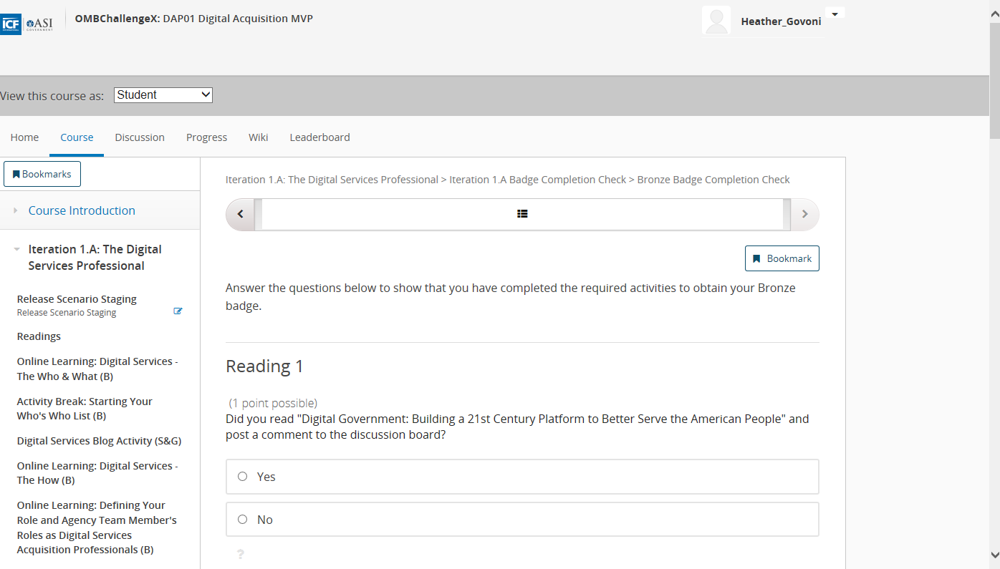 ICF
INTERNATIONAL
ASI
GOVERNMENT
OMBChallengeX: DAP01 Digital Acquisition MVP
Heather_Govoni
View this course as:
Student
Home
Course
Discussion
Progress
Wiki
Leaderboard
Bookmarks
Course Introduction
Iteration 1.A: The Digital
Services Professional
Release Scenario Staging
Release Scenario Staging
Readings
Online Learning: Digital Services -
The Who & What (B)
Activity Break: Starting Your
Who's Who List (B)
Digital Services Blog Activity (S&G)
Online Learning: Digital Services -
The How (B)
Online Learning: Defining Your
Role and Agency Team Member's
Roles as Digital Services
Acquisition Professionals (B)
Iteration 1.A: The Digital Services Professional > Iteration 1.A Badge Completion Check > Bronze Badge Completion Check
Bookmark
Answer the questions below to show that you have completed the required activities to obtain your Bronze
badge.
Reading 1
(1 point possible)
Did you read "Digital Government: Building a 21st Century Platform to Better Serve the American People" and
post a comment to the discussion board?
Yes
No
?